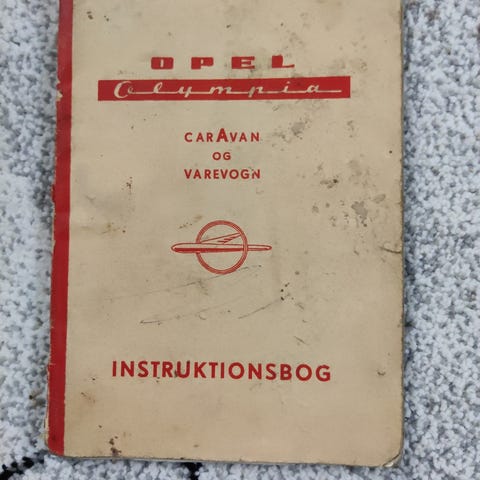 OPEL
Olympia
CARAVAN
OG
VAREVOGN
INSTRUKTIONSBOG